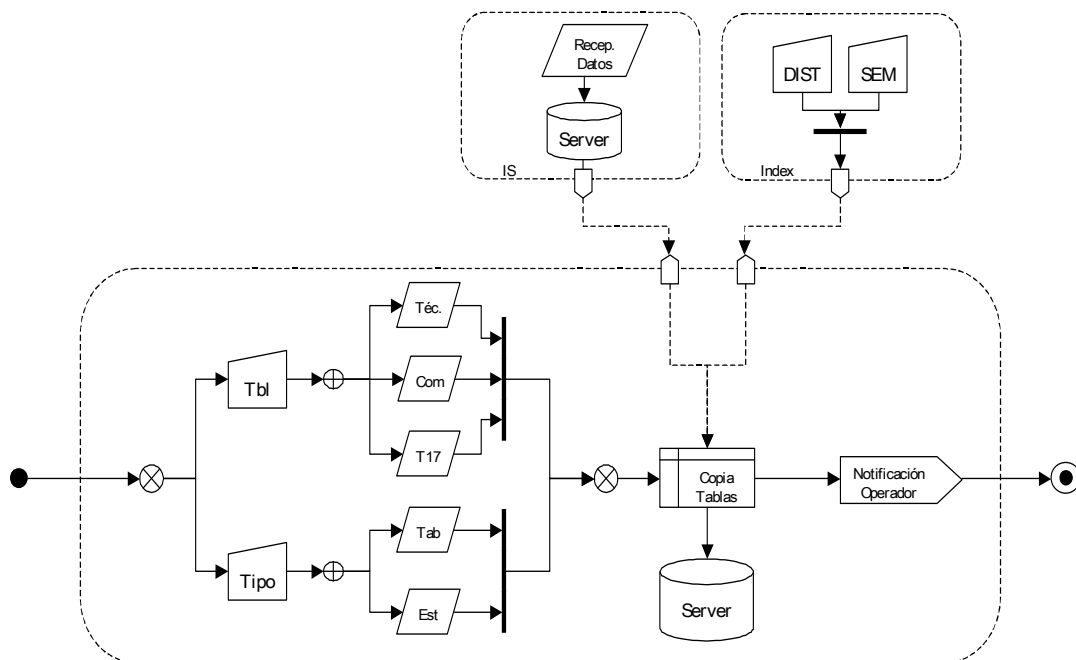 Recep.
Datos
Server
IS
DIST
SEM
Index
Téc.
Com
T17
Tbl
Tab
Est
Tipo
Copia
Tablas
Server
Notificación
Operador